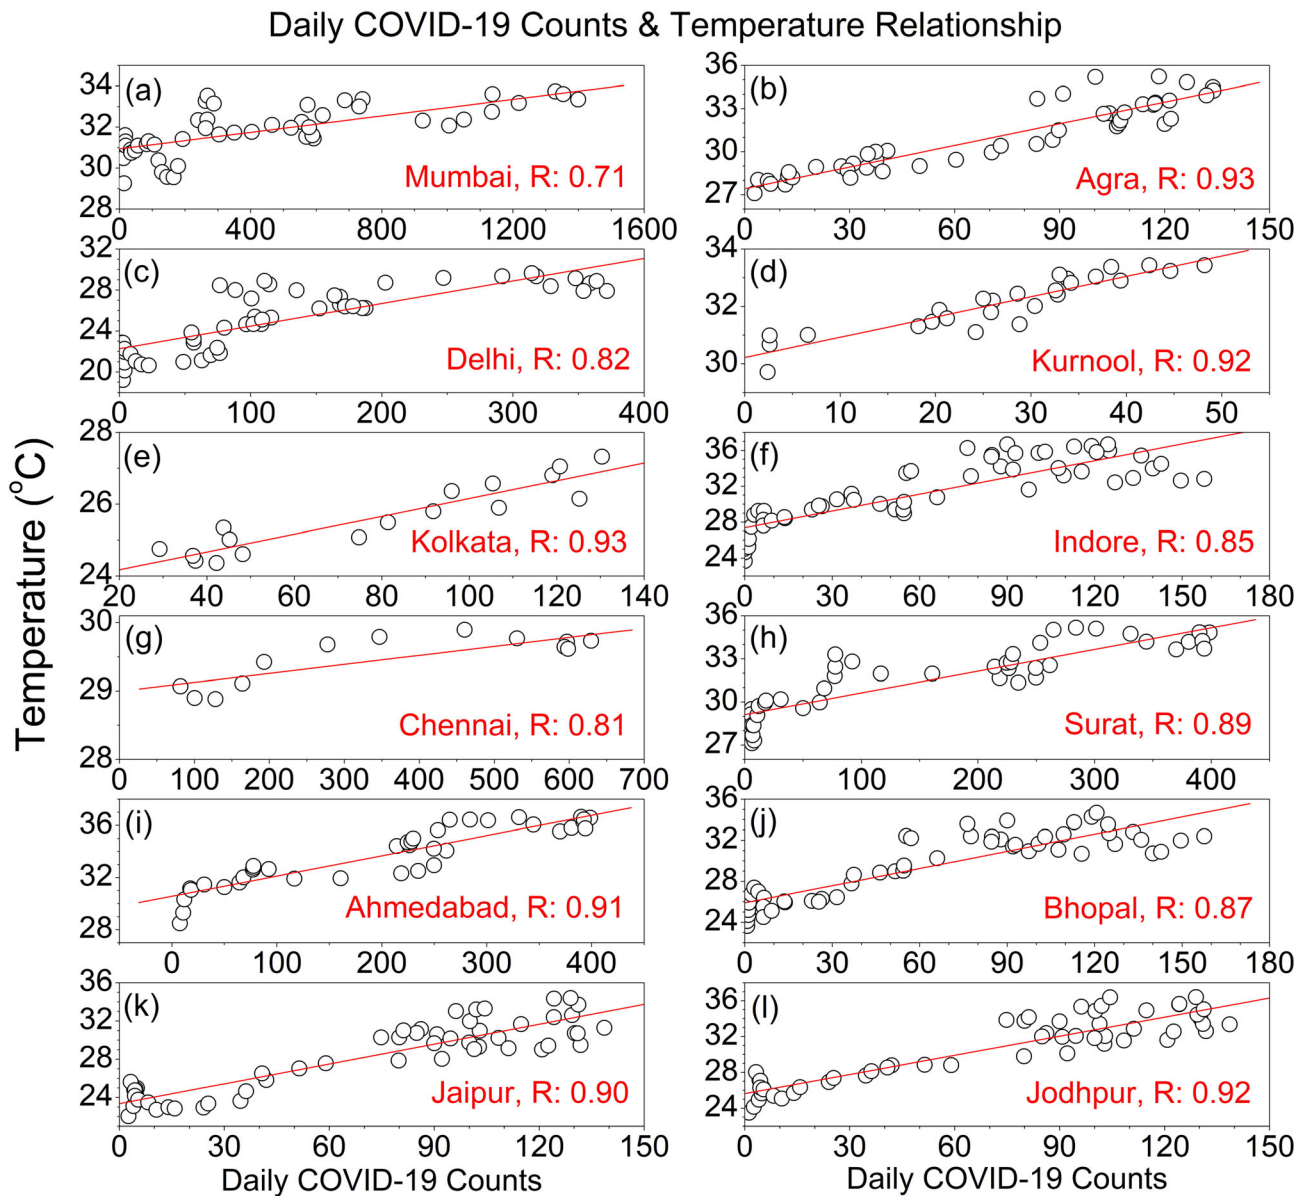 Daily COVID-19 Counts & Temperature Relationship
Temperature (°C)
(a)
34
32
30
28
Mumbai, R: 0.71
0 400 800 1200 1600
(b)
36
33
30
27
Agra, R: 0.93
0 30 60 90 120 150
(c)
32
28
24
20
Delhi, R: 0.82
0 100 200 300 400
(d)
34
32
30
Kurnool, R: 0.92
0 10 20 30 40 50
(e)
28
26
24
Kolkata, R: 0.93
20 40 60 80 100 120 140
(f)
36
32
28
24
Indore, R: 0.85
0 30 60 90 120 150 180
(g)
30
29
28
Chennai, R: 0.81
0 100 200 300 400 500 600 700
(h)
36
33
30
27
Surat, R: 0.89
0 100 200 300 400
(i)
36
32
28
Ahmedabad, R: 0.91
0 100 200 300 400
(j)
36
32
28
24
Bhopal, R: 0.87
0 30 60 90 120 150 180
(k)
36
32
28
24
Jaipur, R: 0.90
0 30 60 90 120 150
(l)
36
32
28
24
Jodhpur, R: 0.92
0 30 60 90 120 150
Daily COVID-19 Counts
Daily COVID-19 Counts